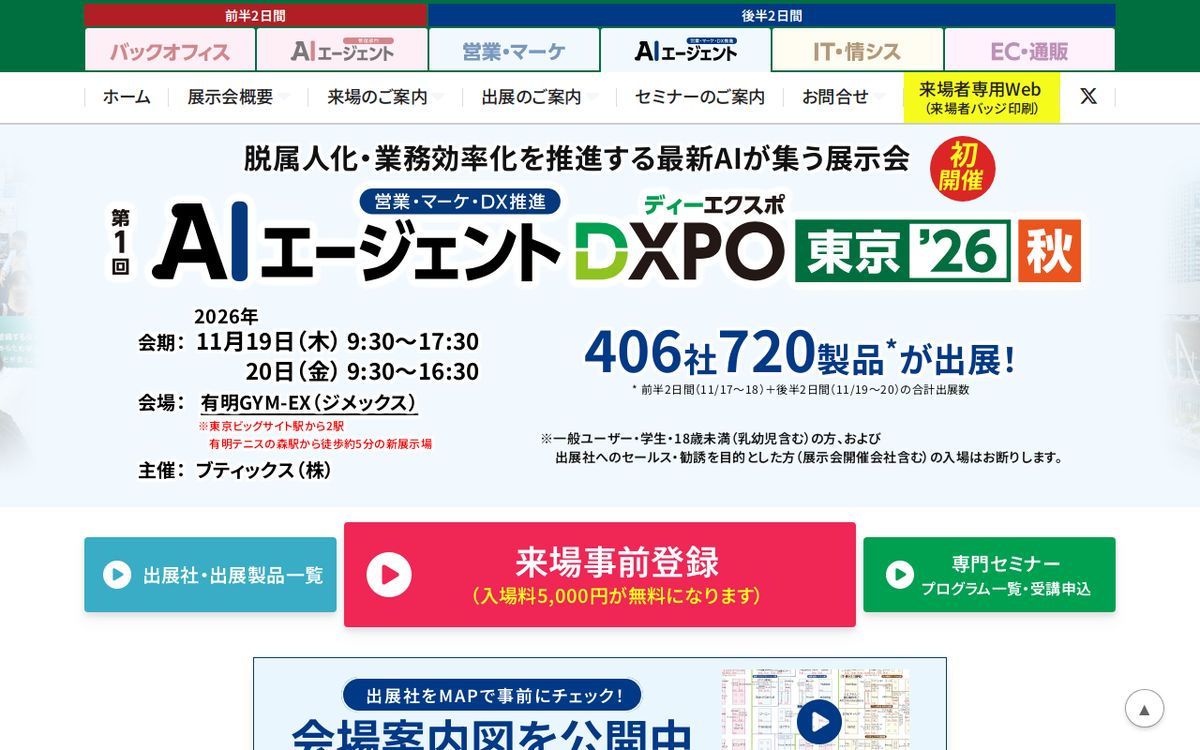 前半2日間
後半2日間
バックオフィス
AIエージェント
営業・マーケ
営業・マーケ・DX推進
AIエージェント
IT・情シス
EC・通販
ホーム
展示会概要
来場のご案内
出展のご案内
セミナーのご案内
お問合せ
来場者専用Web
（来場者バッジ印刷）
X
脱属人化・業務効率化を推進する最新AIが集う展示会
初
開催
第1回
営業・マーケ・DX推進
AIエージェント
ディーエクスポ
DXPO
東京
'26
秋
2026年
会期： 11月19日（木） 9:30～17:30
20日（金） 9:30～16:30
会場： 有明GYM-EX（ジメックス）
※東京ビッグサイト駅から2駅
有明テニスの森駅から徒歩約5分の新展示場
主催： ブティックス（株）
406社720製品*が出展！
* 前半2日間（11/17～18）＋後半2日間（11/19～20）の合計出展数
※一般ユーザー・学生・18歳未満（乳幼児含む）の方、および
出展社へのセールス・勧誘を目的とした方（展示会開催会社含む）の入場はお断りします。
出展社・出展製品一覧
来場事前登録
（入場料5,000円が無料になります）
専門セミナー
プログラム一覧・受講申込
出展社をMAPで事前にチェック！
会場案内図を公開中
▲